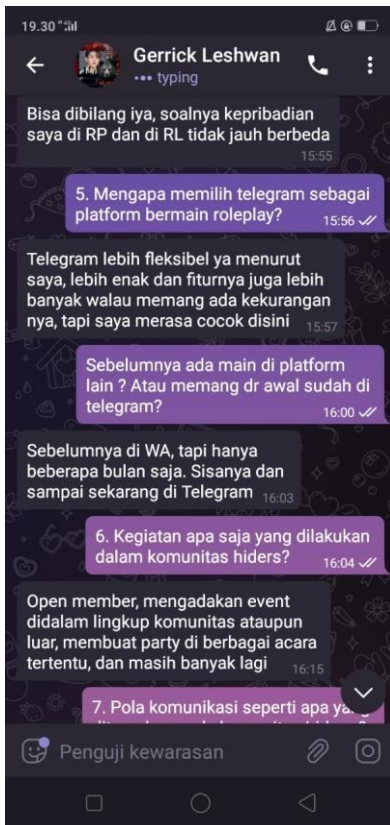 19.30
Gerrick Leshwan
typing
Bisa dibilang iya, soalnya kepribadian
saya di RP dan di RL tidak jauh berbeda
15:55
5. Mengapa memilih telegram sebagai
platform bermain roleplay?
15:56
Telegram lebih fleksibel ya menurut
saya, lebih enak dan fiturnya juga lebih
banyak walau memang ada kekurangan
nya, tapi saya merasa cocok disini
15:57
Sebelumnya ada main di platform
lain ? Atau memang dr awal sudah di
telegram?
16:00
Sebelumnya di WA, tapi hanya
beberapa bulan saja. Sisanya dan
sampai sekarang di Telegram
16:03
6. Kegiatan apa saja yang dilakukan
dalam komunitas hiders?
16:04
Open member, mengadakan event
didalam lingkup komunitas ataupun
luar, membuat party di berbagai acara
tertentu, dan masih banyak lagi
16:15
7. Pola komunikasi seperti apa
Penguji kewarasan